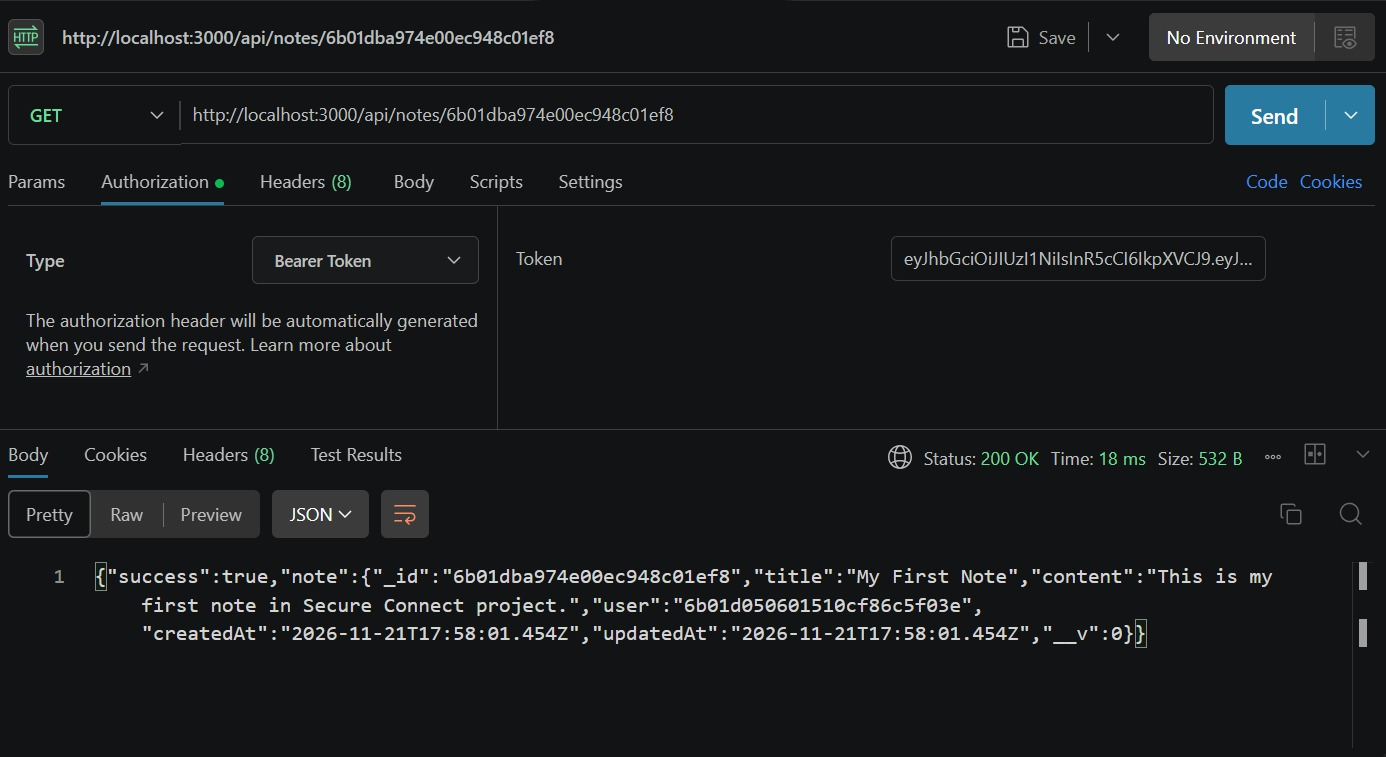 HTTP http://localhost:3000/api/notes/6b01dba974e00ec948c01ef8 Save No Environment
GET http://localhost:3000/api/notes/6b01dba974e00ec948c01ef8 Send
Params Authorization Headers (8) Body Scripts Settings Code Cookies
Type Bearer Token Token eyJhbGciOiJIUzI1NiIsInR5cCI6IkpXVCJ9.eyJ...
The authorization header will be automatically generated
when you send the request. Learn more about
authorization ↗
Body Cookies Headers (8) Test Results Status: 200 OK Time: 18 ms Size: 532 B
Pretty Raw Preview JSON
1 {"success":true,"note":{"_id":"6b01dba974e00ec948c01ef8","title":"My First Note","content":"This is my
first note in Secure Connect project.","user":"6b01d050601510cf86c5f03e",
"createdAt":"2026-11-21T17:58:01.454Z","updatedAt":"2026-11-21T17:58:01.454Z","__v":0}}